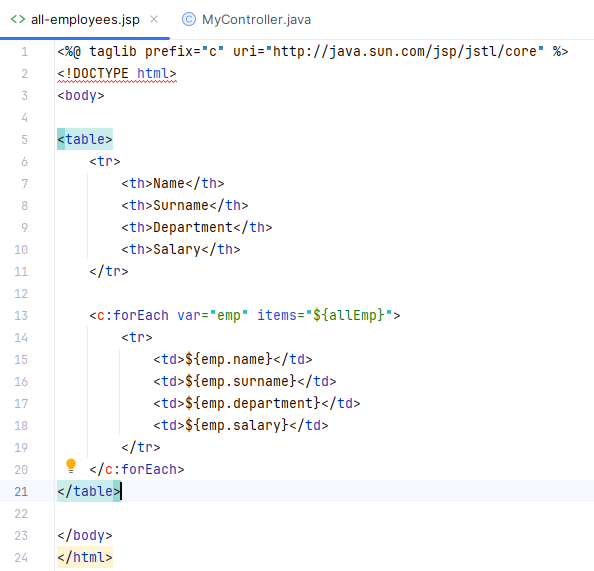 <> all-employees.jsp × © MyController.java
1 <%@ taglib prefix="c" uri="http://java.sun.com/jsp/jstl/core" %>
2 <!DOCTYPE html>
3 <body>
4
5 <table>
6     <tr>
7         <th>Name</th>
8         <th>Surname</th>
9         <th>Department</th>
10         <th>Salary</th>
11     </tr>
12
13     <c:forEach var="emp" items="${allEmp}">
14         <tr>
15             <td>${emp.name}</td>
16             <td>${emp.surname}</td>
17             <td>${emp.department}</td>
18             <td>${emp.salary}</td>
19         </tr>
20     </c:forEach>
21 </table>
22
23 </body>
24 </html>